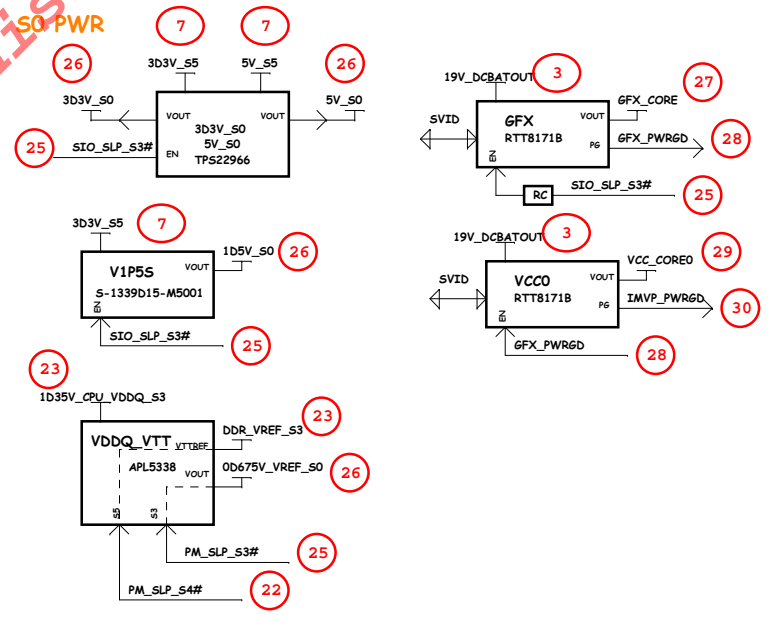 S0 PWR
7
7
26
3D3V_S5
5V_S5
26
3D3V_S0
5V_S0
VOUT
VOUT
3D3V_S0
5V_S0
TPS22966
25
SIO_SLP_S3#
EN
3D3V_S5
7
1D5V_S0
26
V1P5S
VOUT
S-1339D15-M5001
EN
SIO_SLP_S3#
25
23
1D35V_CPU_VDDQ_S3
VDDQ_VTT
VTTREF
DDR_VREF_S3
23
APL5338
VOUT
0D675V_VREF_S0
26
S5
S3
PM_SLP_S3#
25
PM_SLP_S4#
22
19V_DCBATOUT
3
27
SVID
GFX
VOUT
GFX_CORE
RTT8171B
PG
GFX_PWRGD
28
EN
RC
SIO_SLP_S3#
25
19V_DCBATOUT
3
29
SVID
VCC0
VOUT
VCC_CORE0
RTT8171B
PG
IMVP_PWRGD
30
EN
GFX_PWRGD
28